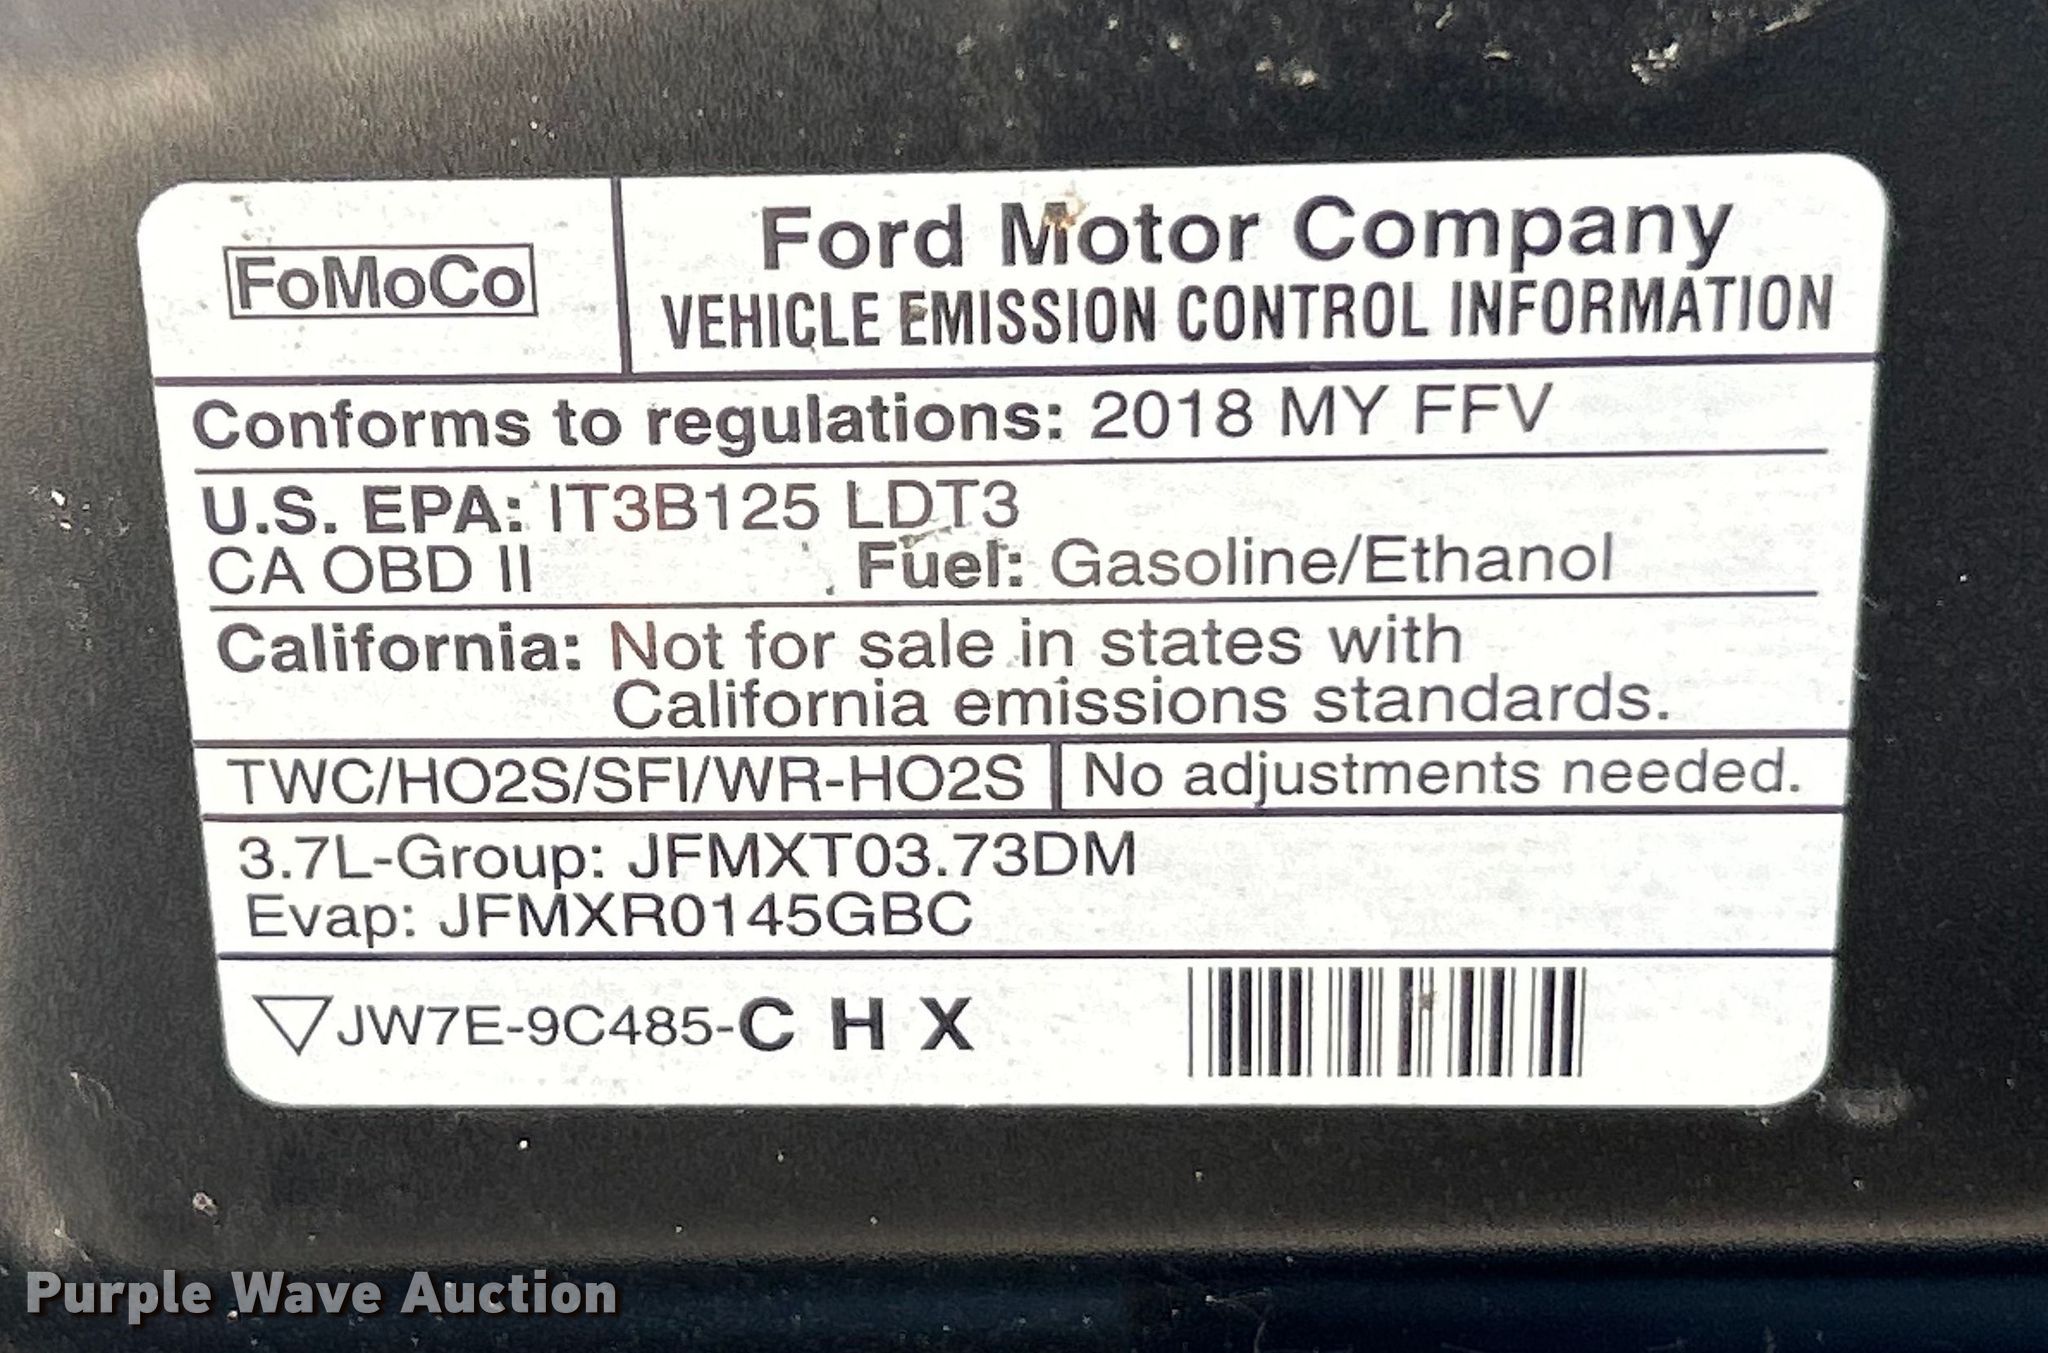 FoMoCo
Ford Motor Company
VEHICLE EMISSION CONTROL INFORMATION
Conforms to regulations: 2018 MY FFV
U.S. EPA: IT3B125 LDT3
CA OBD II Fuel: Gasoline/Ethanol
California: Not for sale in states with
California emissions standards.
TWC/HO2S/SFI/WR-HO2S No adjustments needed.
3.7L-Group: JFMXT03.73DM
Evap: JFMXR0145GBC
JW7E-9C485-C H X
Purple Wave Auction